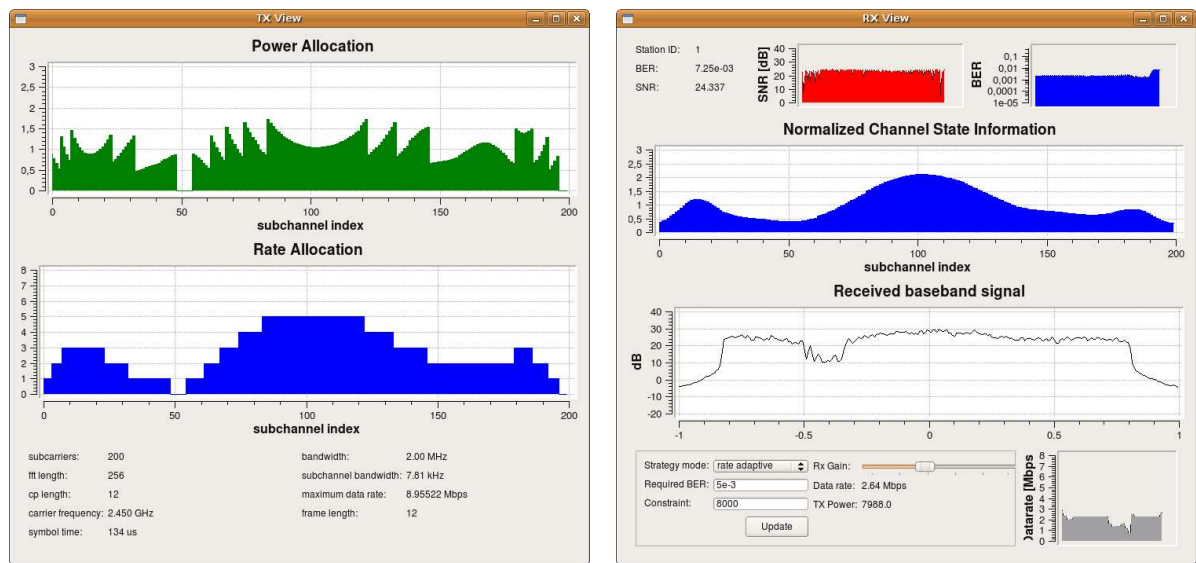 TX View
Power Allocation
3
2,5
2
1,5
1
0,5
0
0 50 100 150 200
subchannel index
Rate Allocation
8
7
6
5
4
3
2
1
0
0 50 100 150 200
subchannel index
subcarriers: 200 bandwidth: 2.00 MHz
fft length: 256 subchannel bandwidth: 7.81 kHz
cp length: 12 maximum data rate: 8.95522 Mbps
carrier frequency: 2.450 GHz frame length: 12
symbol time: 134 us
RX View
Station ID: 1
BER: 7.25e-03
SNR: 24.337
SNR [dB]
40
30
20
10
0
BER
0,1
0,01
0,001
0,0001
1e-05
Normalized Channel State Information
3
2,5
2
1,5
1
0,5
0
0 50 100 150 200
subchannel index
Received baseband signal
dB
40
30
20
10
0
-10
-20
-1 -0.5 0 0.5 1
Strategy mode: rate adaptive Rx Gain:
Required BER: 5e-3 Data rate: 2.64 Mbps
Constraint: 8000 TX Power: 7988.0
Update
Datarate [Mbps
8
7
6
5
4
3
2
1
0